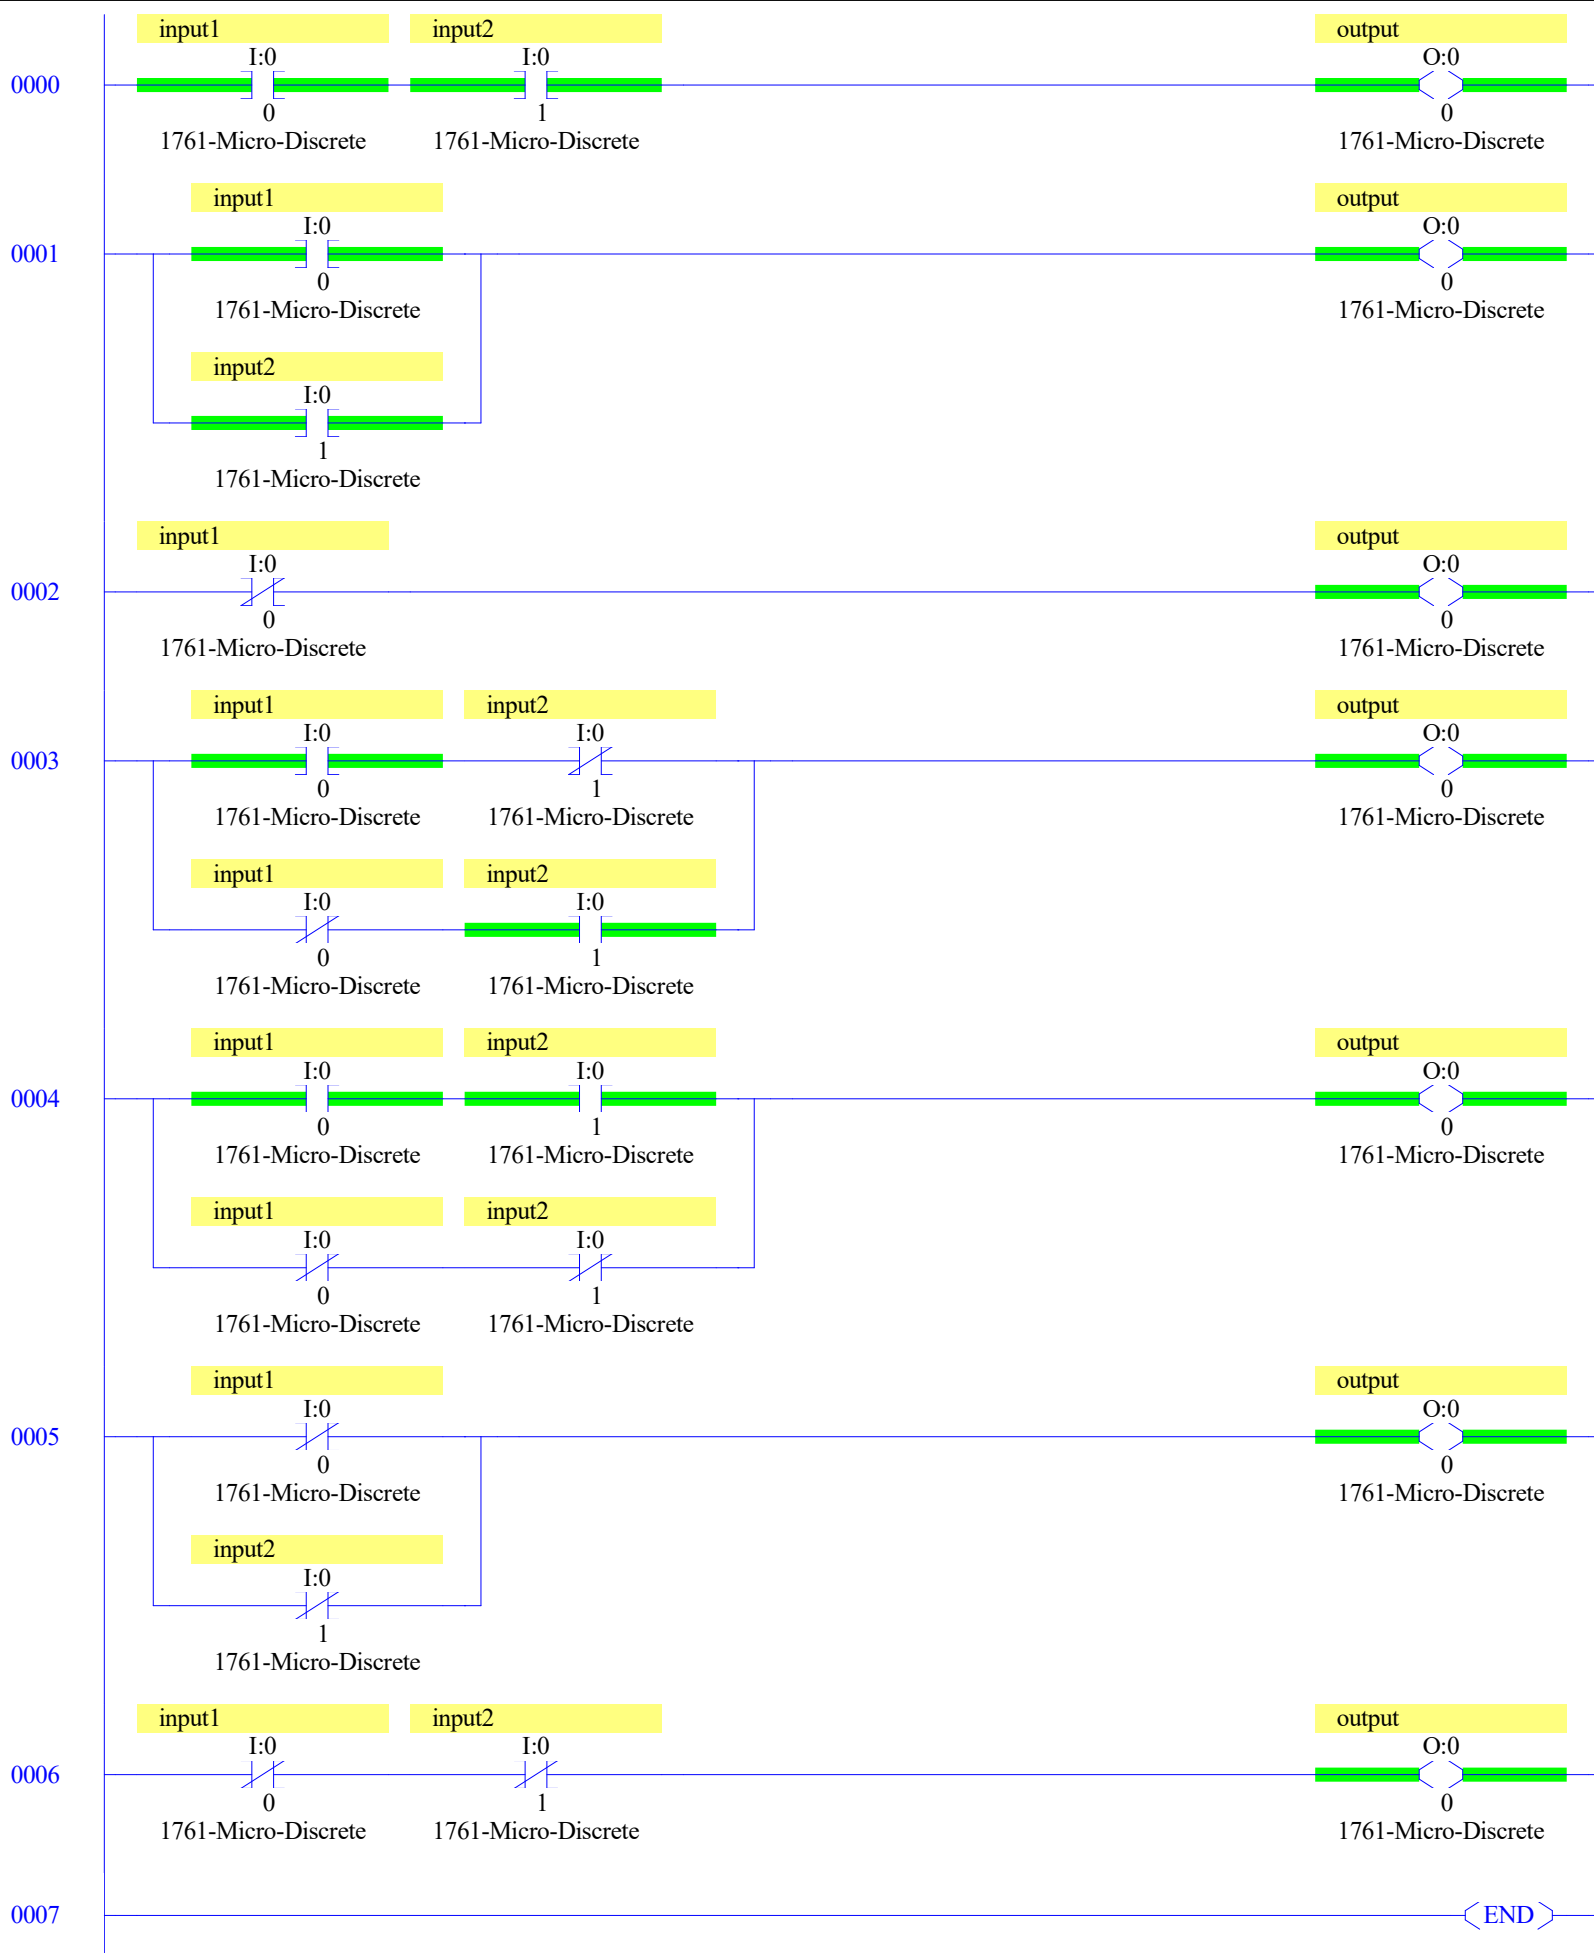 input1 input2 output
I:0 I:0 O:0
0000
0 1 0
1761-Micro-Discrete 1761-Micro-Discrete 1761-Micro-Discrete
input1 output
I:0 O:0
0001
0 0
1761-Micro-Discrete 1761-Micro-Discrete
input2
I:0
1
1761-Micro-Discrete
input1 output
I:0 O:0
0002
0 0
1761-Micro-Discrete 1761-Micro-Discrete
input1 input2 output
I:0 I:0 O:0
0003
0 1 0
1761-Micro-Discrete 1761-Micro-Discrete 1761-Micro-Discrete
input1 input2
I:0 I:0
0 1
1761-Micro-Discrete 1761-Micro-Discrete
input1 input2 output
I:0 I:0 O:0
0004
0 1 0
1761-Micro-Discrete 1761-Micro-Discrete 1761-Micro-Discrete
input1 input2
I:0 I:0
0 1
1761-Micro-Discrete 1761-Micro-Discrete
input1 output
I:0 O:0
0005
0 0
1761-Micro-Discrete 1761-Micro-Discrete
input2
I:0
1
1761-Micro-Discrete
input1 input2 output
I:0 I:0 O:0
0006
0 1 0
1761-Micro-Discrete 1761-Micro-Discrete 1761-Micro-Discrete
0007 END